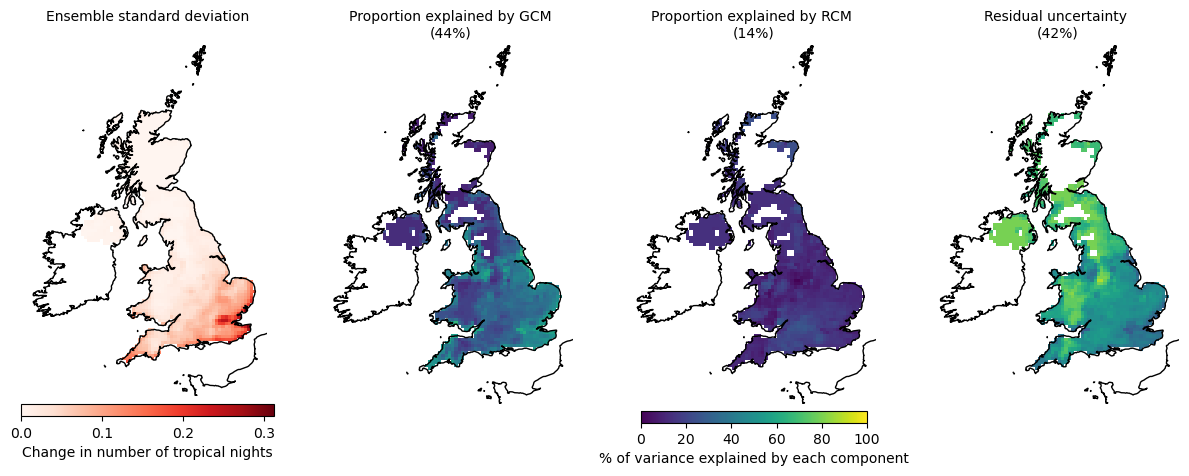 Ensemble standard deviation
Proportion explained by GCM
(44%)
Proportion explained by RCM
(14%)
Residual uncertainty
(42%)
0.0 0.1 0.2 0.3
Change in number of tropical nights
0 20 40 60 80 100
% of variance explained by each component